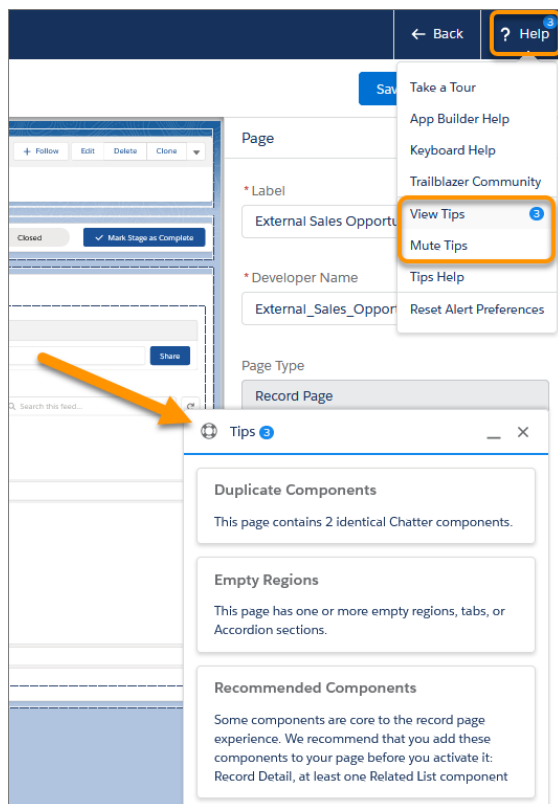 ← Back
? Help
3
Sav
Take a Tour
App Builder Help
Keyboard Help
Trailblazer Community
View Tips 3
Mute Tips
Tips Help
Reset Alert Preferences
+ Follow Edit Delete Clone
Closed
✓ Mark Stage as Complete
Share
Search this feed...
Page
* Label
External Sales Opportu
* Developer Name
External_Sales_Opport
Page Type
Record Page
Tips 3
Duplicate Components
This page contains 2 identical Chatter components.
Empty Regions
This page has one or more empty regions, tabs, or
Accordion sections.
Recommended Components
Some components are core to the record page
experience. We recommend that you add these
components to your page before you activate it:
Record Detail, at least one Related List component